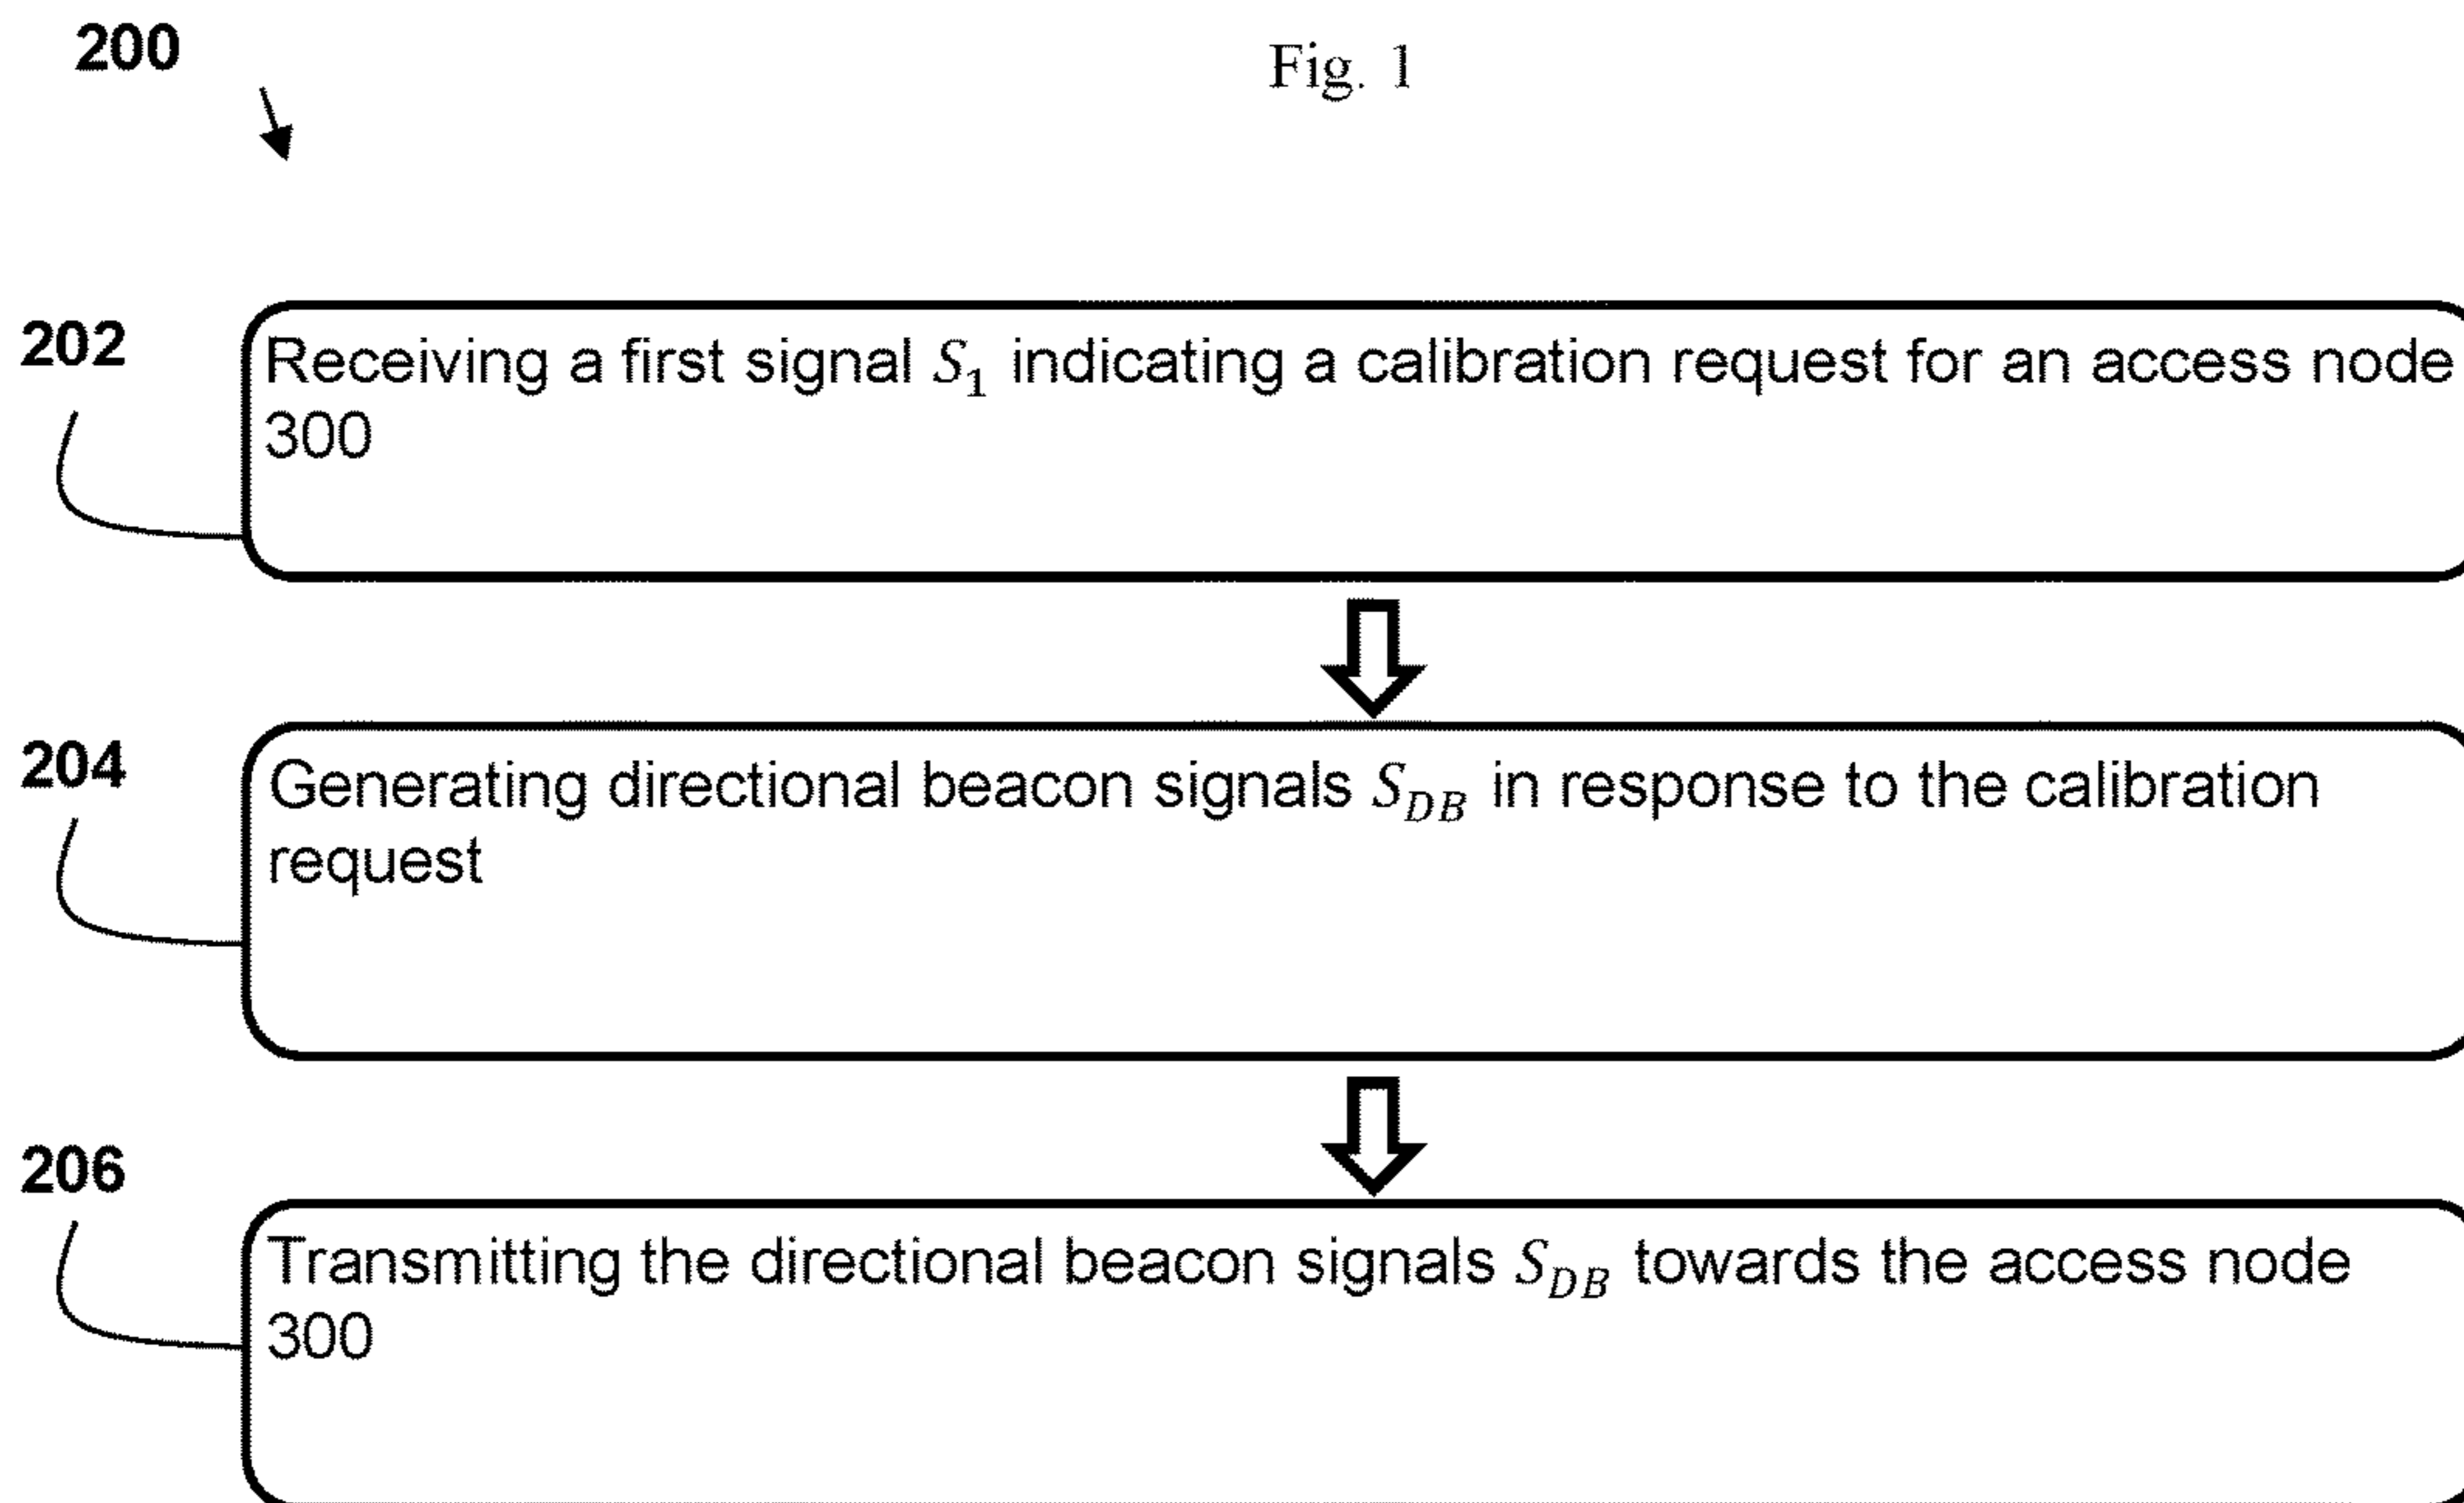 200
Fig. 1
202
Receiving a first signal S₁ indicating a calibration request for an access node
300
204
Generating directional beacon signals S_DB in response to the calibration
request
206
Transmitting the directional beacon signals S_DB towards the access node
300